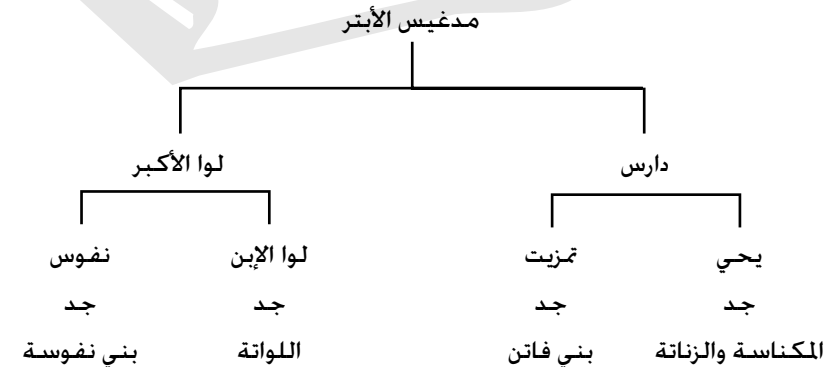 مدغيس الأبتر
دارس لوا الأكبر
يحي تمزيت لوا الإبن نفوس
جد جد جد جد
المكناسة والزناتة بني فاتن اللواتة بني نفوسة